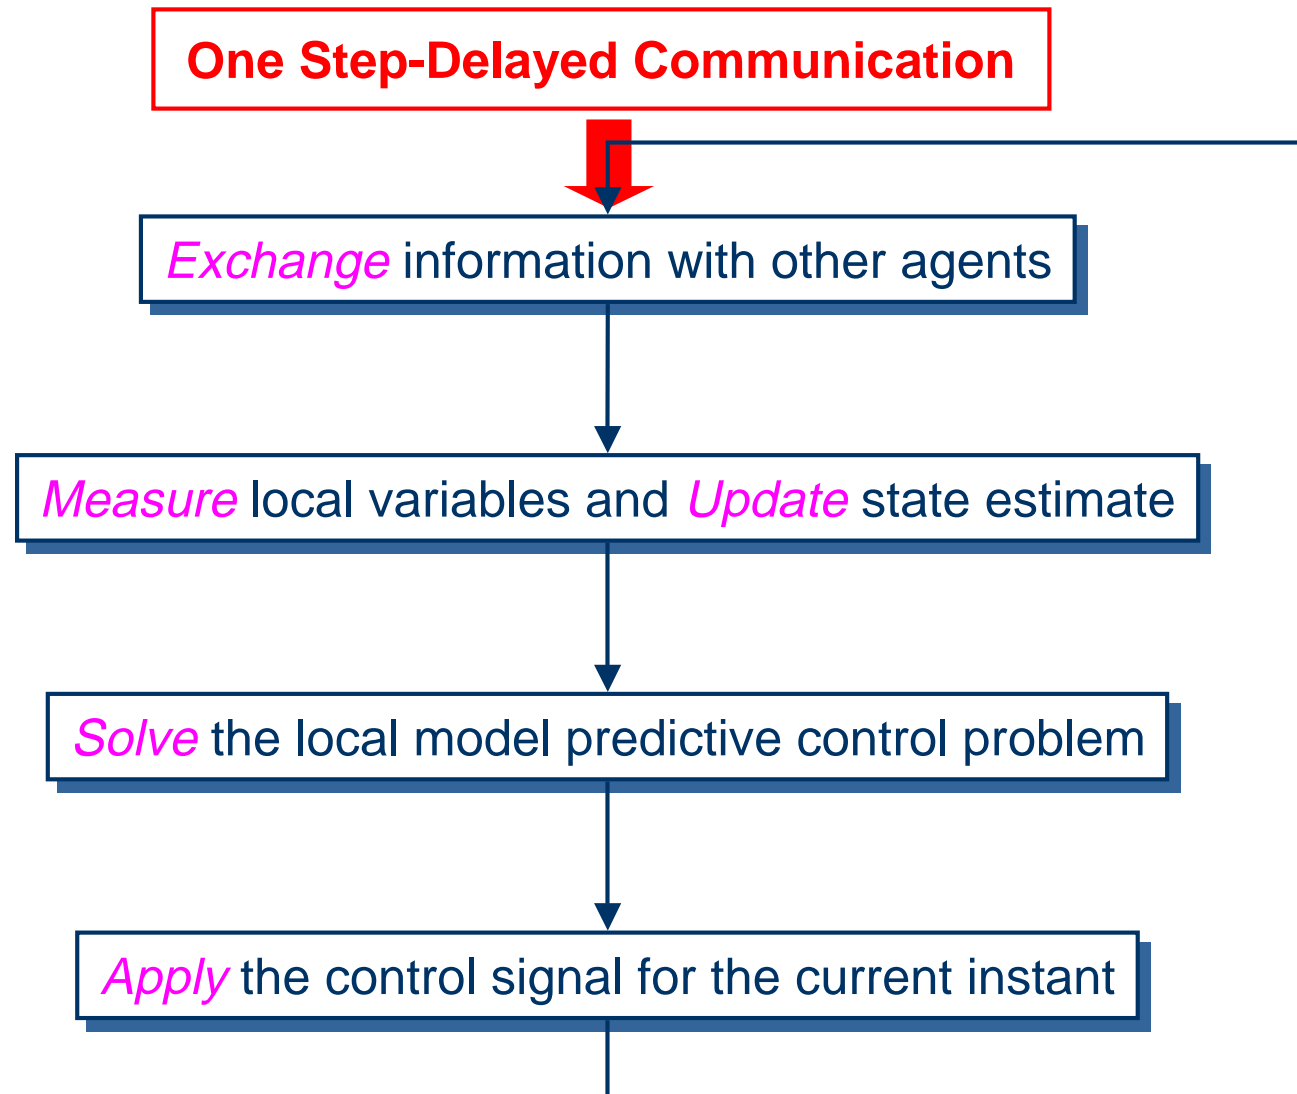 One Step-Delayed Communication
Exchange information with other agents
Measure local variables and Update state estimate
Solve the local model predictive control problem
Apply the control signal for the current instant